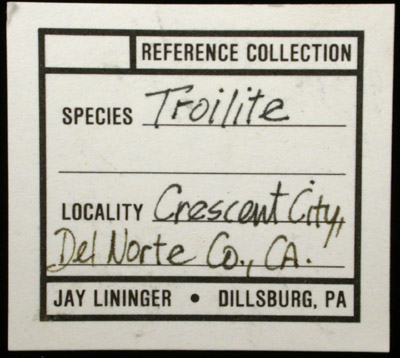 REFERENCE COLLECTION
SPECIES Troilite
LOCALITY Crescent City,
Del Norte Co., CA.
JAY LININGER • DILLSBURG, PA